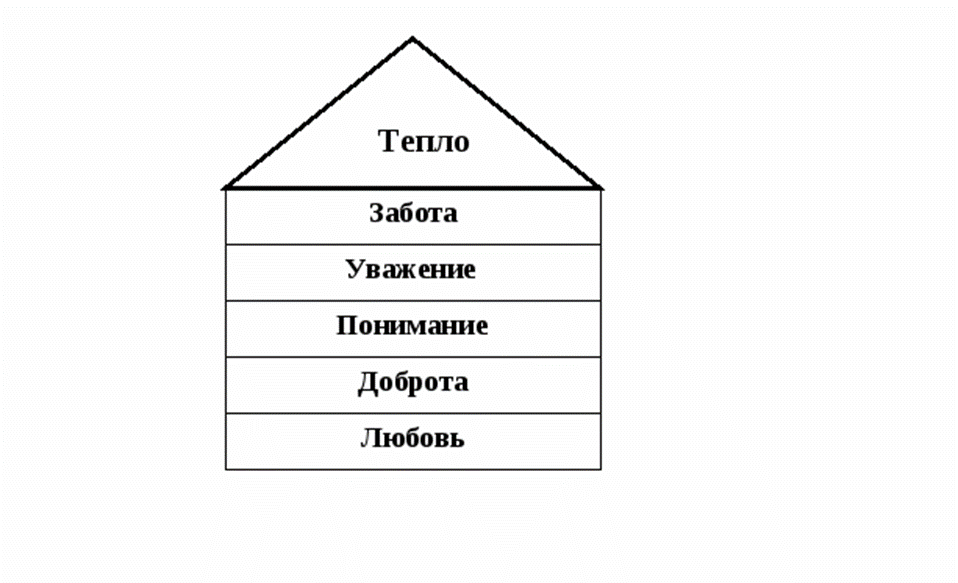 Тепло
Забота
Уважение
Понимание
Доброта
Любовь